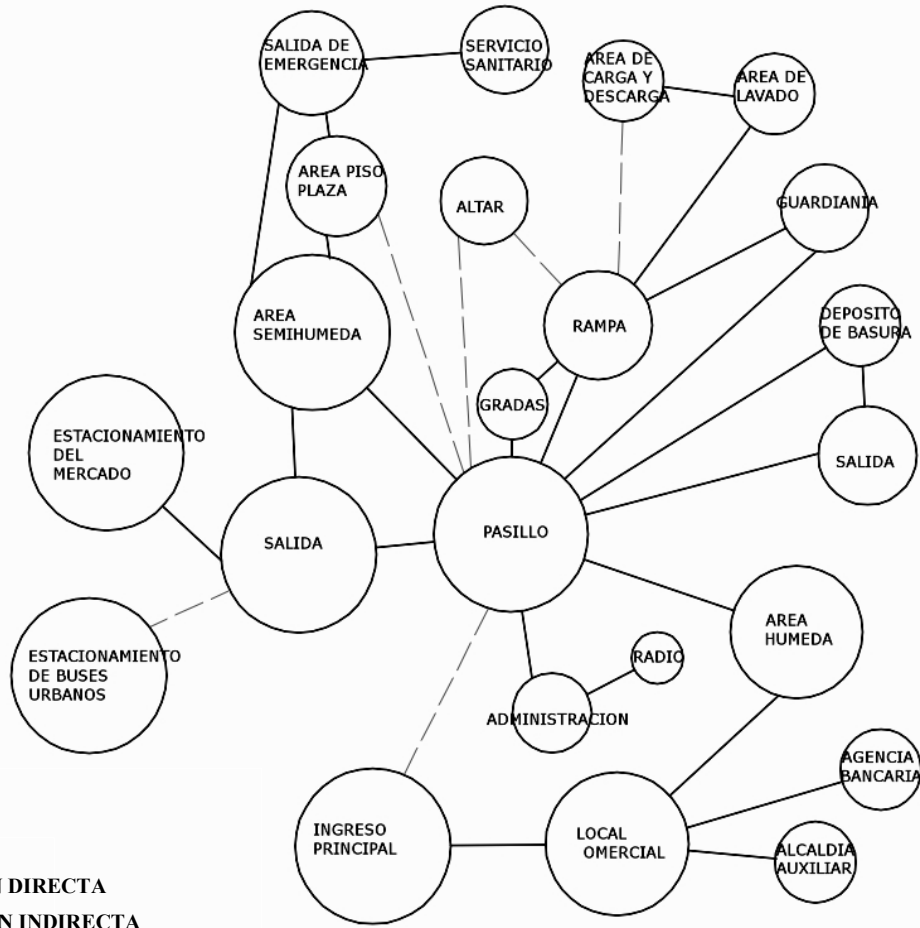 SALIDA DE
EMERGENCIA
SERVICIO
SANITARIO
AREA DE
CARGA Y
DESCARGA
AREA DE
LAVADO
AREA PISO
PLAZA
ALTAR
GUARDIANIA
AREA
SEMIHUMEDA
RAMPA
DEPOSITO
DE BASURA
GRADAS
ESTACIONAMIENTO
DEL
MERCADO
SALIDA
SALIDA
PASILLO
ESTACIONAMIENTO
DE BUSES
URBANOS
AREA
HUMEDA
RADIO
ADMINISTRACION
AGENCIA
BANCARIA
INGRESO
PRINCIPAL
LOCAL
OMERCIAL
ALCALDIA
AUXILIAR
N DIRECTA
N INDIRECTA